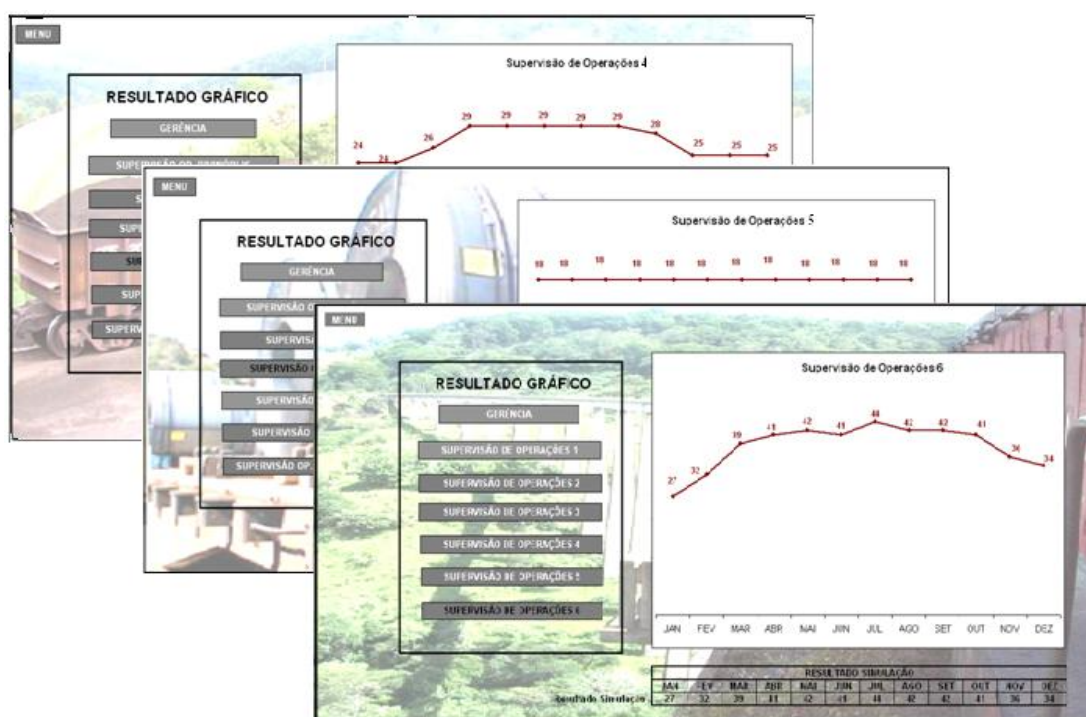 MENU
Supervisão de Operações 4
RESULTADO GRÁFICO
GERÊNCIA
24 24 26 29 29 29 29 29 28 25 25 25
MENU
Supervisão de Operações 5
RESULTADO GRÁFICO
GERÊNCIA
18 18 18 18 18 18 18 18 18 18 18 18
SUPERVISÃO
SUPERVISÃO
SUPERVISÃO
SUPERVISÃO OP.
MENU
Supervisão de Operações 6
RESULTADO GRÁFICO
GERÊNCIA
SUPERVISÃO DE OPERAÇÕES 1
SUPERVISÃO DE OPERAÇÕES 2
SUPERVISÃO DE OPERAÇÕES 3
SUPERVISÃO DE OPERAÇÕES 4
SUPERVISÃO DE OPERAÇÕES 5
SUPERVISÃO DE OPERAÇÕES 6
27 32 39 41 42 41 44 42 42 41 36 34
JAN FEV MAR ABR MAI JUN JUL AGO SET OUT NOV DEZ
RESULTADO SIMULAÇÃO
JAN FEV MAR ABR MAI JUN JUL AGO SET OUT NOV DEZ
Resultado Simulação 27 32 39 41 42 41 44 42 42 41 36 34